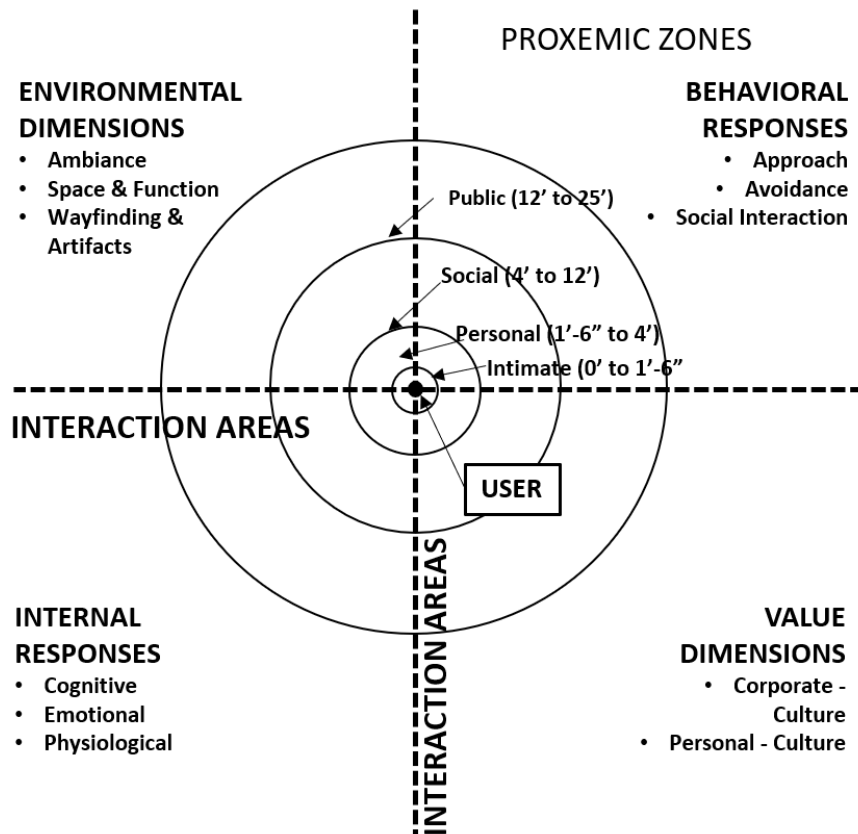 PROXEMIC ZONES
ENVIRONMENTAL
DIMENSIONS
• Ambiance
• Space & Function
• Wayfinding &
Artifacts
BEHAVIORAL
RESPONSES
• Approach
• Avoidance
• Social Interaction
Public (12’ to 25’)
Social (4’ to 12’)
Personal (1’-6” to 4’)
Intimate (0’ to 1’-6”
INTERACTION AREAS
USER
INTERACTION AREAS
INTERNAL
RESPONSES
• Cognitive
• Emotional
• Physiological
VALUE
DIMENSIONS
• Corporate -
Culture
• Personal - Culture